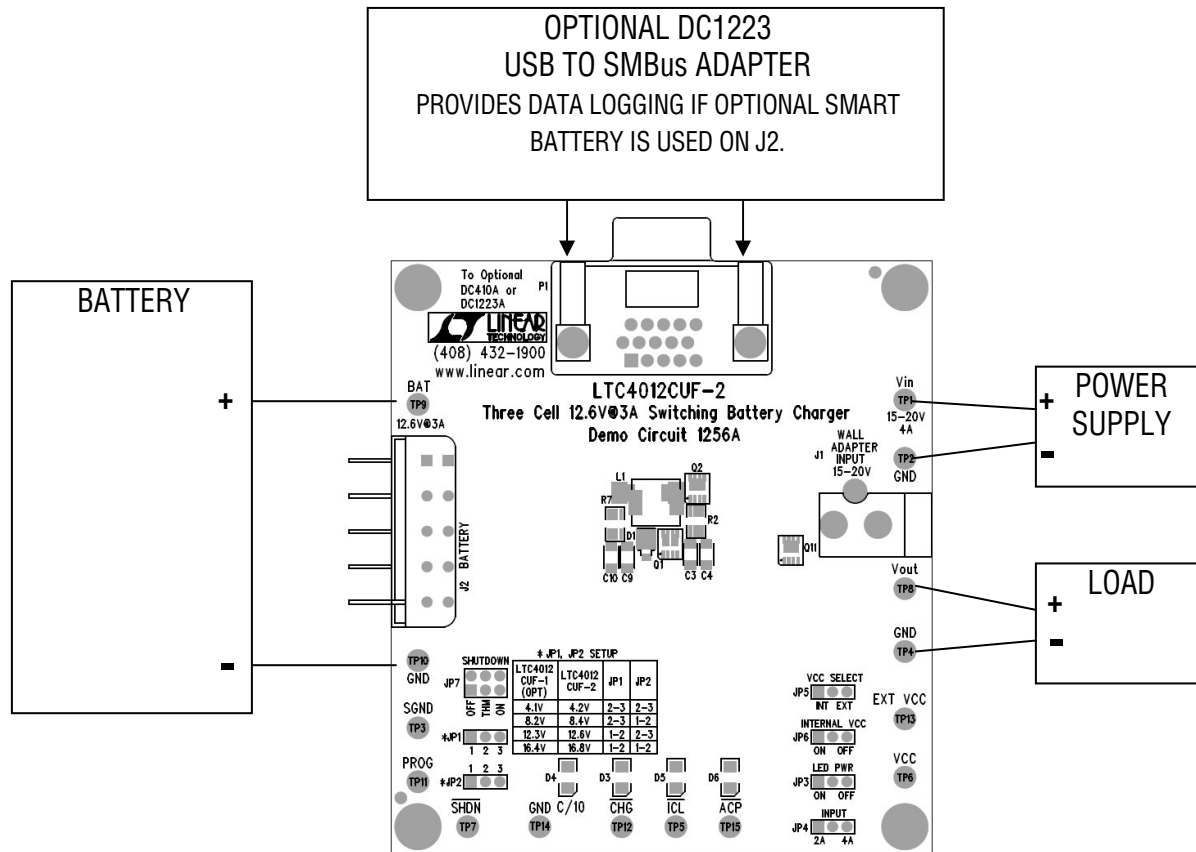 OPTIONAL DC1223
USB TO SMBus ADAPTER
PROVIDES DATA LOGGING IF OPTIONAL SMART
BATTERY IS USED ON J2.
To Optional
DC410A or
DC1223A
P1
LINEAR
TECHNOLOGY
(408) 432-1900
www.linear.com
BATTERY
+
-
LTC4012CUF-2
Three Cell 12.6V@3A Switching Battery Charger
Demo Circuit 1256A
BAT
TP9
12.6V@3A
J2 BATTERY
TP10
GND
SGND
TP3
PROG
TP11
Vin
TP1
15-20V
4A
TP2
GND
J1
WALL
ADAPTER
INPUT
15-20V
POWER
SUPPLY
+
-
L1
Q2
R7
R2
D1
Q1
C10
C9
C3
C4
Q11
Vout
TP8
GND
TP4
LOAD
+
-
SHUTDOWN
JP7
OFF
THM
ON
*JP1
1 2 3
1 2 3
*JP2
* JP1, JP2 SETUP
LTC4012 CUF-1 (OPT) LTC4012 CUF-2 JP1 JP2
4.1V 4.2V 2-3 2-3
8.2V 8.4V 2-3 1-2
12.3V 12.6V 1-2 2-3
16.4V 16.8V 1-2 1-2
VCC SELECT
JP5
INT EXT
INTERNAL VCC
JP6
ON OFF
LED PWR
JP3
ON OFF
INPUT
JP4
2A 4A
EXT VCC
TP13
VCC
TP6
D4
D3
D5
D6
SHDN
TP7
GND
TP14
C/10
CHG
TP12
ICL
TP5
ACP
TP15